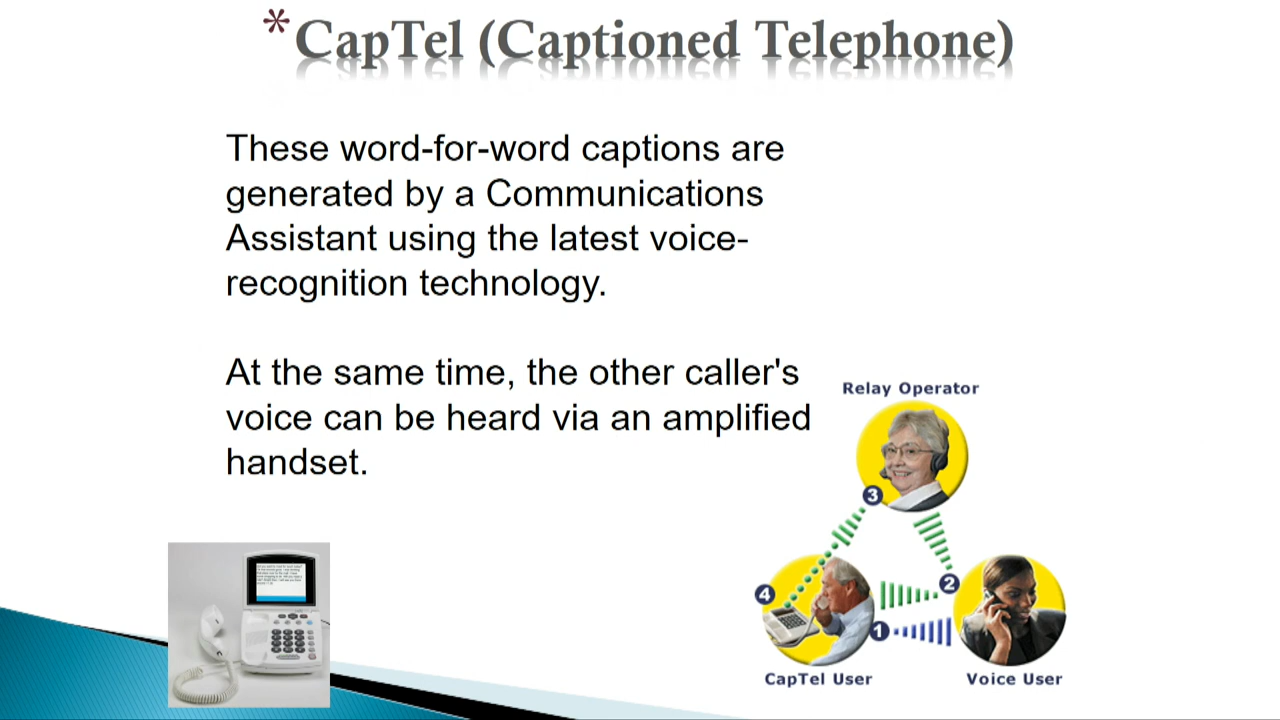 *CapTel (Captioned Telephone)
These word-for-word captions are
generated by a Communications
Assistant using the latest voice-
recognition technology.
At the same time, the other caller's
voice can be heard via an amplified
handset.
Relay Operator
3
4
2
1
CapTel User
Voice User